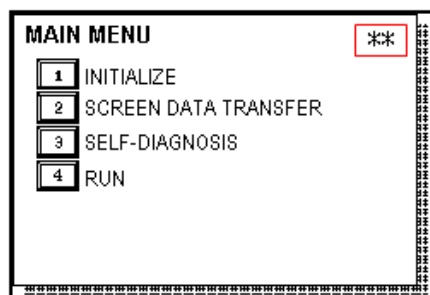 MAIN MENU **
1 INITIALIZE
2 SCREEN DATA TRANSFER
3 SELF-DIAGNOSIS
4 RUN